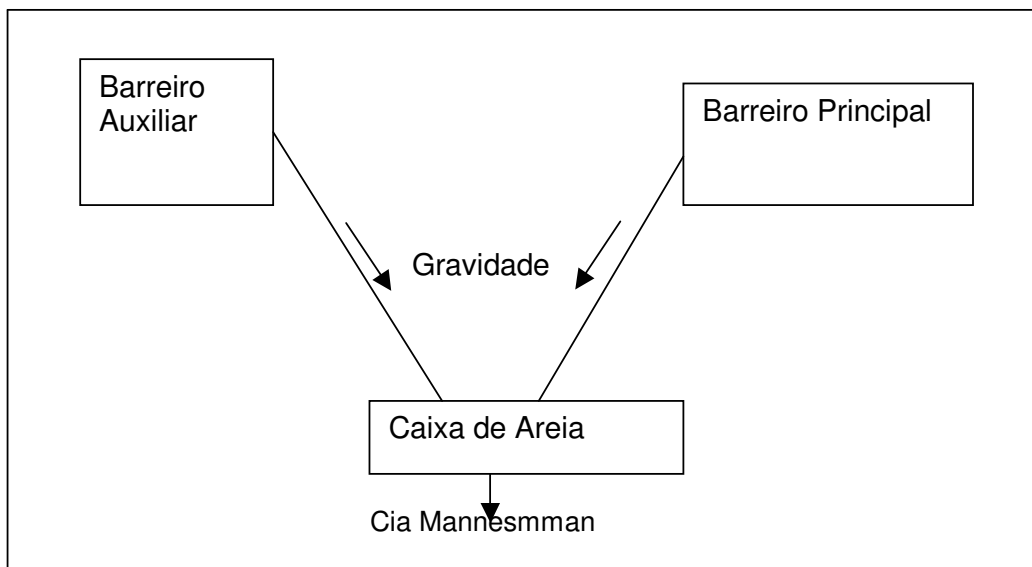 Barreiro
Auxiliar
Barreiro Principal
Gravidade
Caixa de Areia
Cia Mannesmman